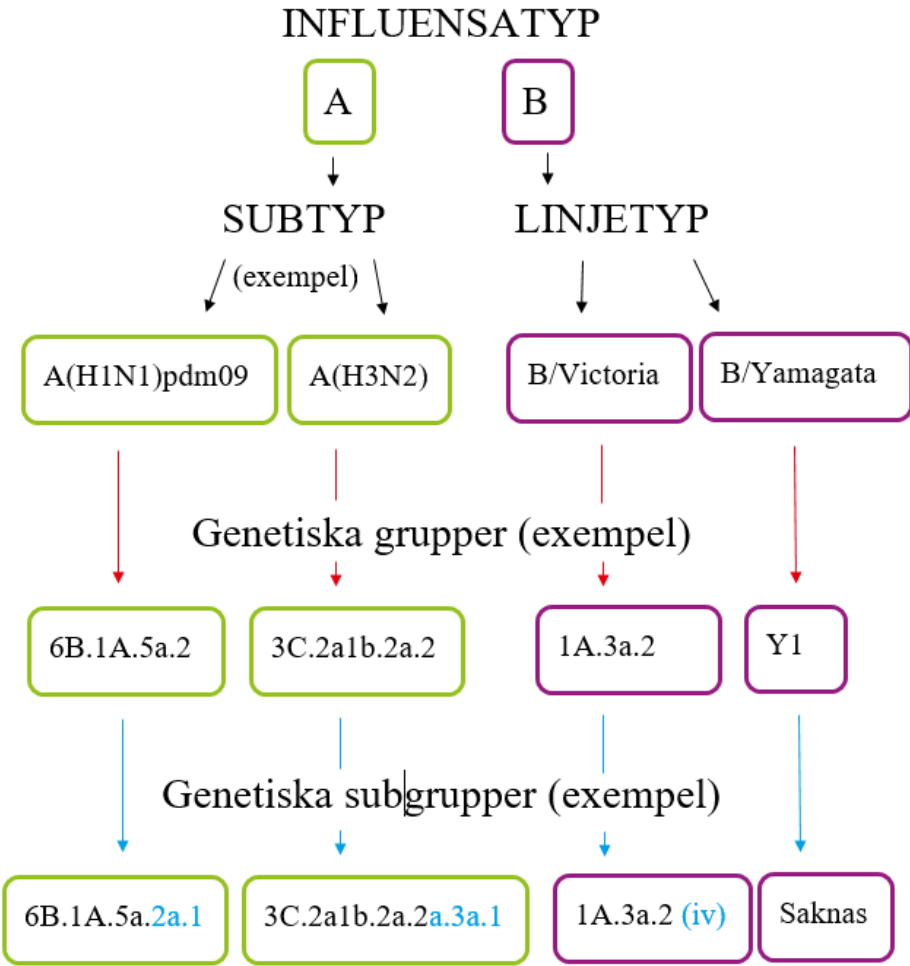 INFLUENSATYP
A
B
SUBTYP
LINJETYP
(exempel)
A(H1N1)pdm09
A(H3N2)
B/Victoria
B/Yamagata
Genetiska grupper (exempel)
6B.1A.5a.2
3C.2a1b.2a.2
1A.3a.2
Y1
Genetiska subgrupper (exempel)
6B.1A.5a.2a.1
3C.2a1b.2a.2a.3a.1
1A.3a.2 (iv)
Saknas